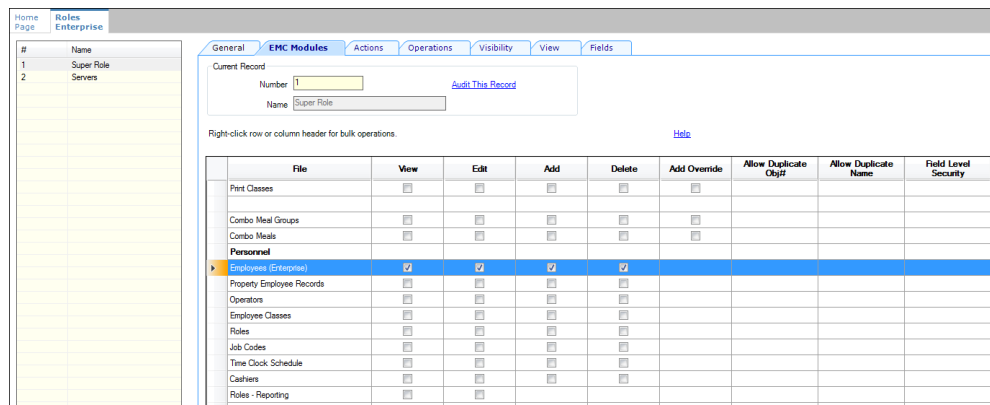 Home Page
Roles Enterprise
# Name
1 Super Role
2 Servers
General EMC Modules Actions Operations Visibility View Fields
Current Record
Number 1 Audit This Record
Name Super Role
Right-click row or column header for bulk operations. Help
File View Edit Add Delete Add Override Allow Duplicate Obj# Allow Duplicate Name Field Level Security
Print Classes
Combo Meal Groups
Combo Meals
Personnel
Employees (Enterprise)
Property Employee Records
Operators
Employee Classes
Roles
Job Codes
Time Clock Schedule
Cashiers
Roles - Reporting